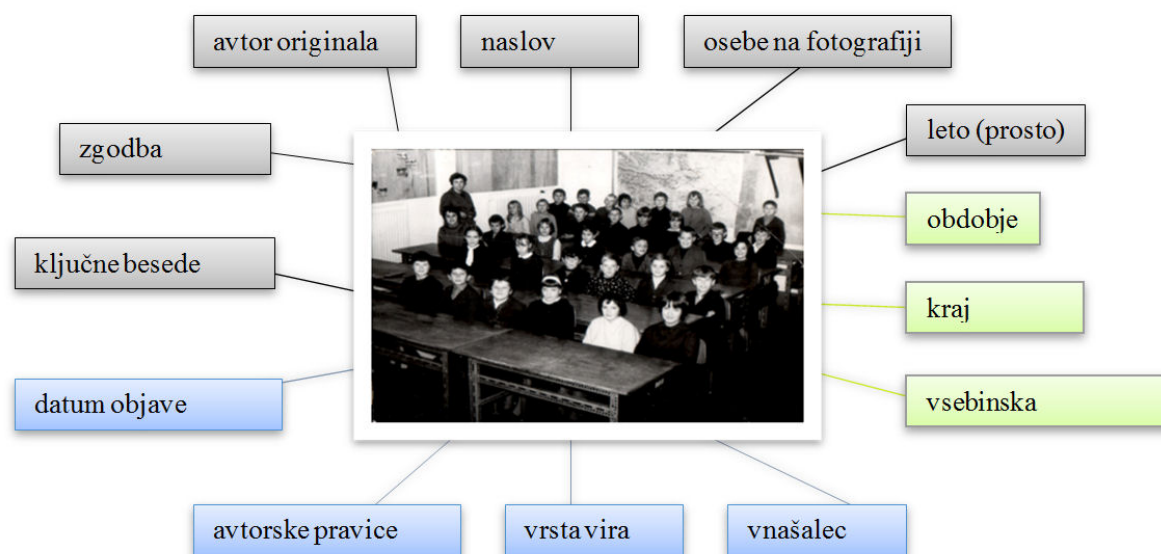 avtor originala
naslov
osebe na fotografiji
leto (prosto)
zgodba
obdobje
ključne besede
kraj
datum objave
vsebinska
avtorske pravice
vrsta vira
vnašalec